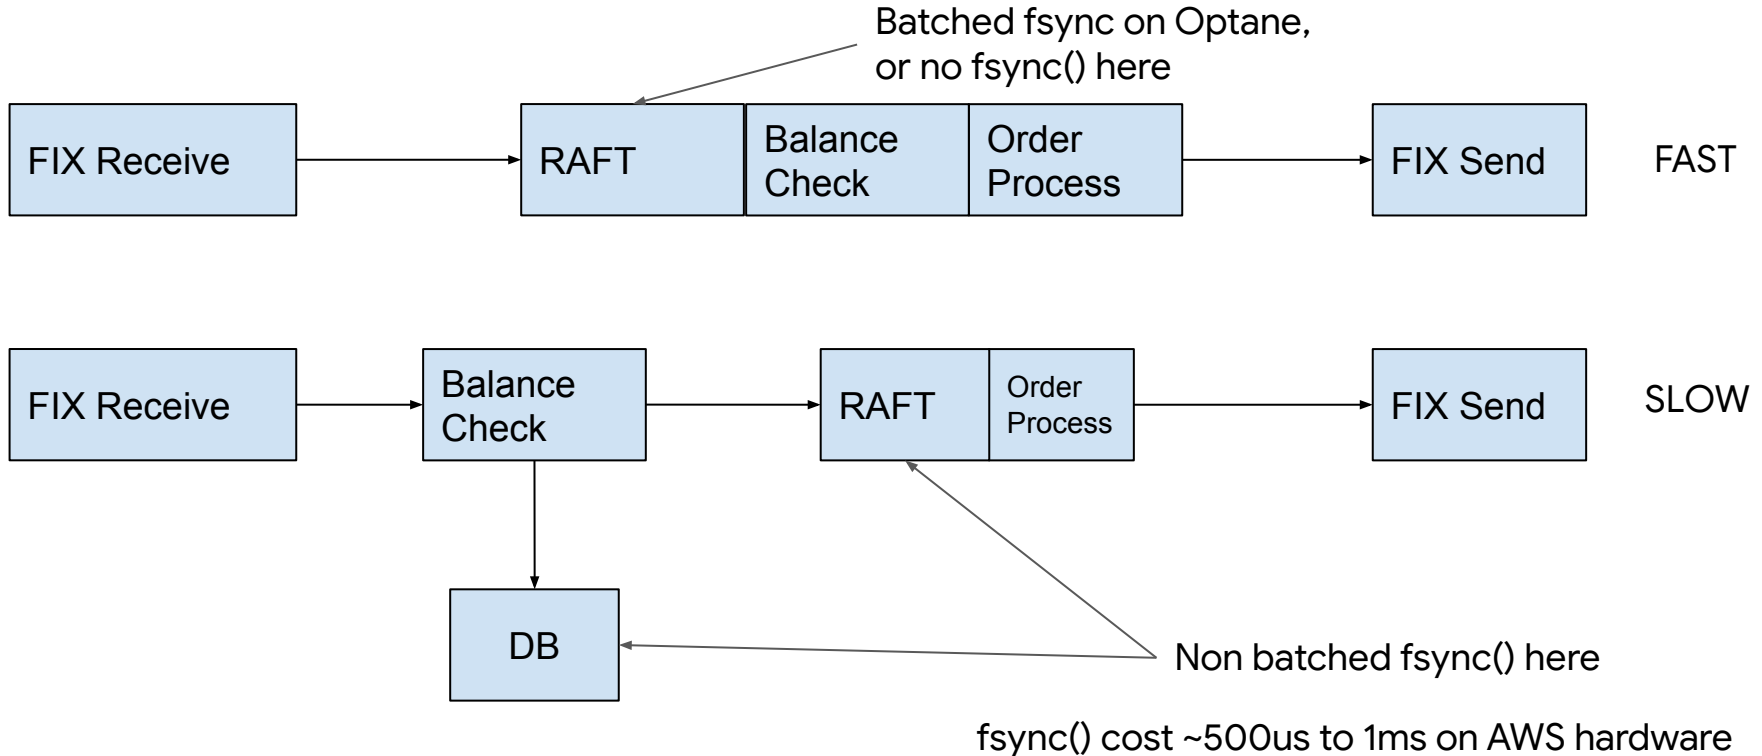 Batched fsync on Optane,
or no fsync() here
FIX Receive
RAFT
Balance
Check
Order
Process
FIX Send
FAST
FIX Receive
Balance
Check
RAFT
Order
Process
FIX Send
SLOW
DB
Non batched fsync() here
fsync() cost ~500us to 1ms on AWS hardware